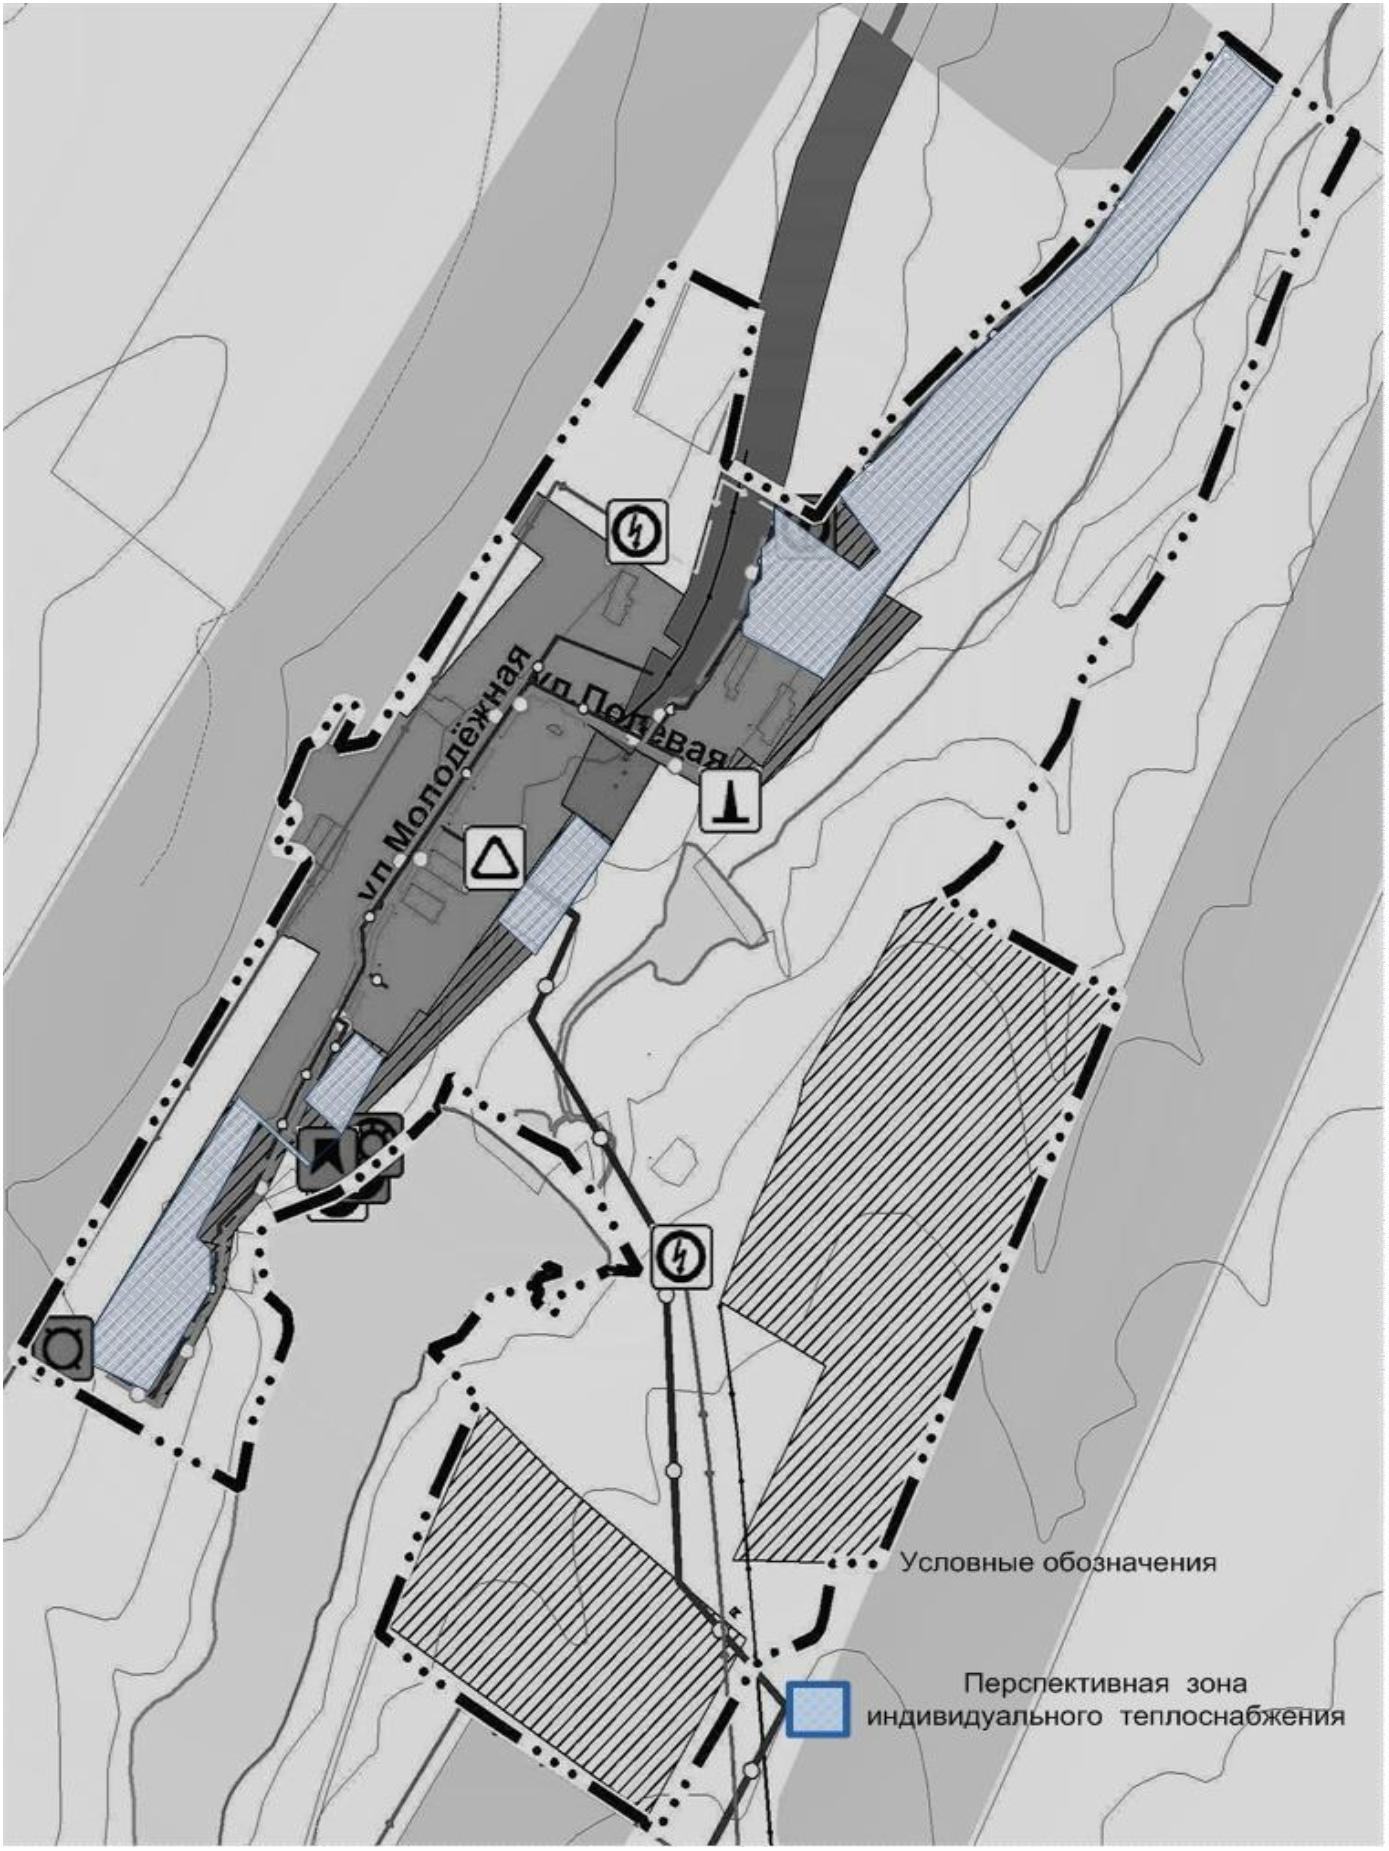 ул.Полевая
ул.Молодёжная
Условные обозначения
Перспективная зона
индивидуального теплоснабжения